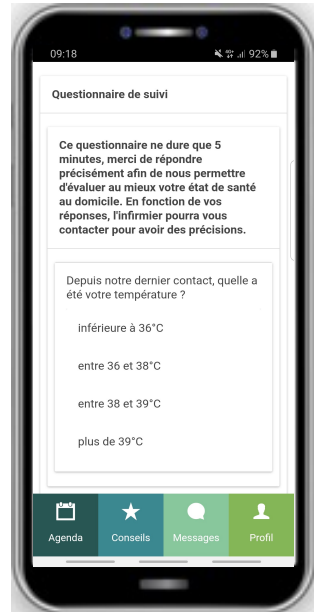 09:18
4G+ 92%
Questionnaire de suivi
Ce questionnaire ne dure que 5
minutes, merci de répondre
précisément afin de nous permettre
d'évaluer au mieux votre état de santé
au domicile. En fonction de vos
réponses, l'infirmier pourra vous
contacter pour avoir des précisions.
Depuis notre dernier contact, quelle a
été votre température ?
inférieure à 36°C
entre 36 et 38°C
entre 38 et 39°C
plus de 39°C
Agenda
Conseils
Messages
Profil